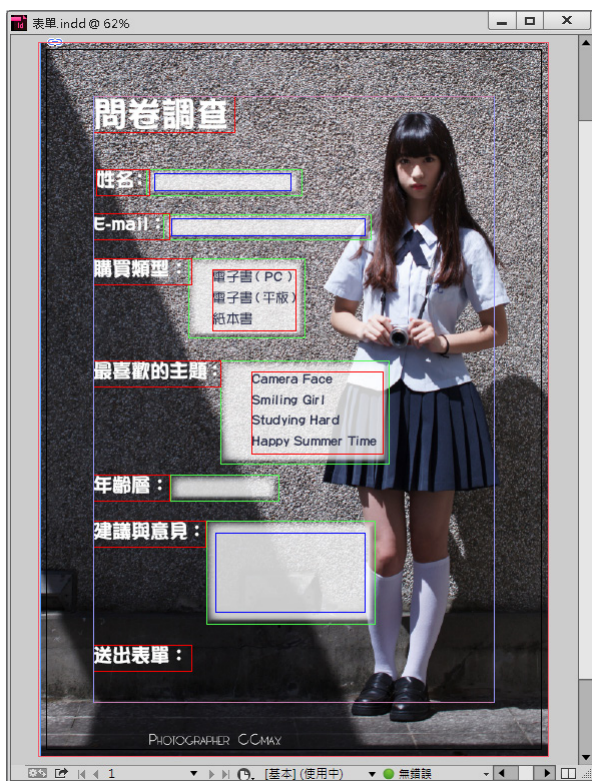 表單.indd @ 62%
問卷調查
姓名：
E-mail：
購買類型：
電子書(PC)
電子書(平版)
紙本書
最喜歡的主題：
Camera Face
Smiling Girl
Studying Hard
Happy Summer Time
年齡層：
建議與意見：
送出表單：
PHOTOGRAPHER CCMAX
1
[基本] (使用中)
無錯誤